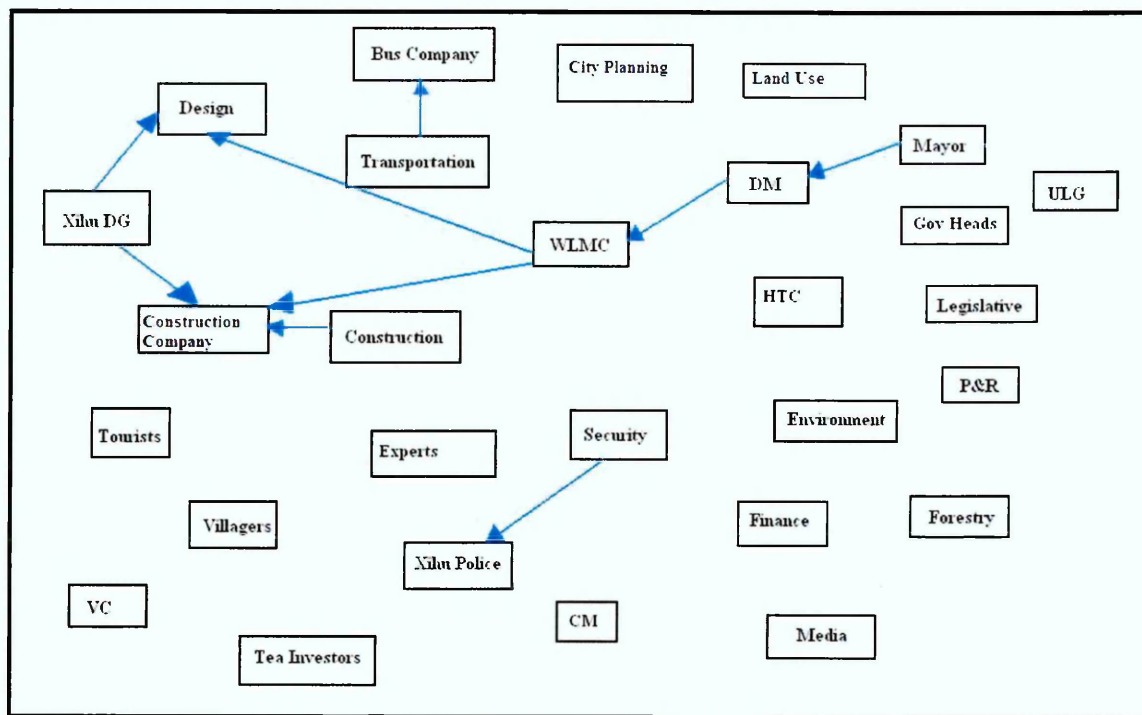 Bus Company
City Planning
Land Use
Design
Transportation
Mayor
DM
ULG
Xihu DG
Gov Heads
WLMC
HTC
Legislative
Construction
Company
Construction
P&R
Tourists
Experts
Security
Environment
Villagers
Finance
Forestry
Xihu Police
VC
CM
Media
Tea Investors